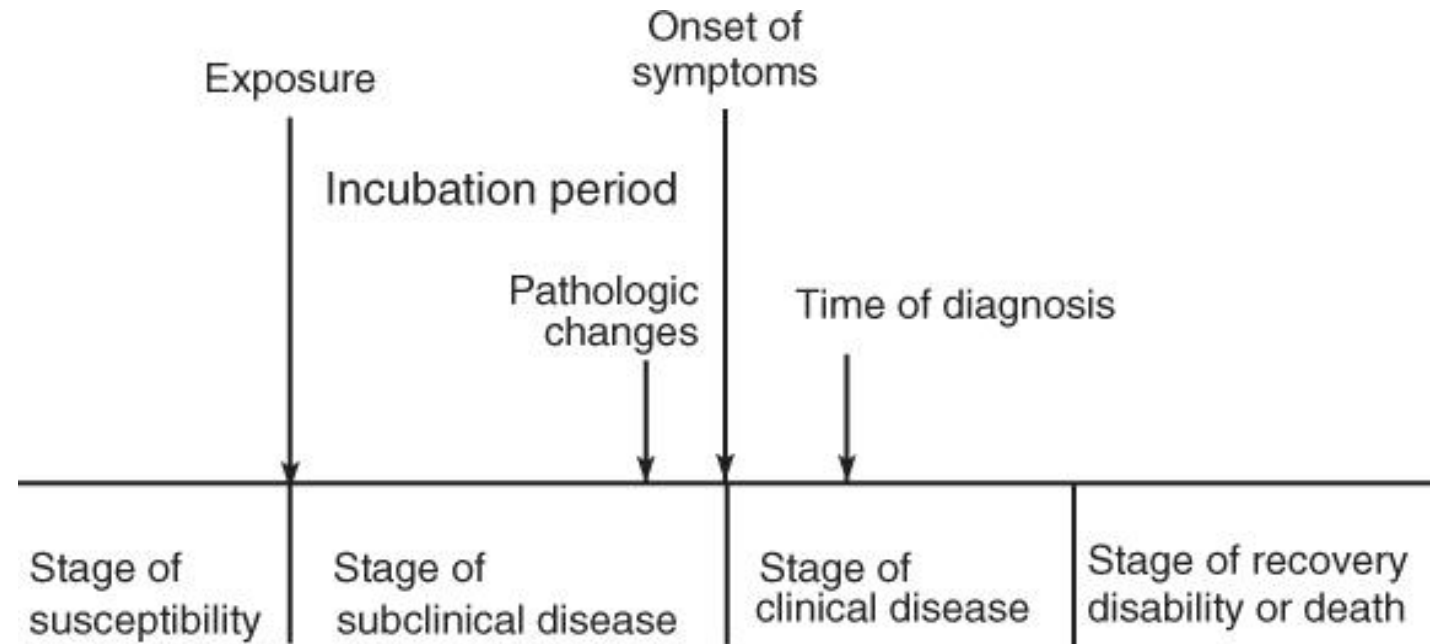 Onset of
symptoms
Exposure
Incubation period
Pathologic
changes
Time of diagnosis
Stage of
susceptibility
Stage of
subclinical disease
Stage of
clinical disease
Stage of recovery
disability or death